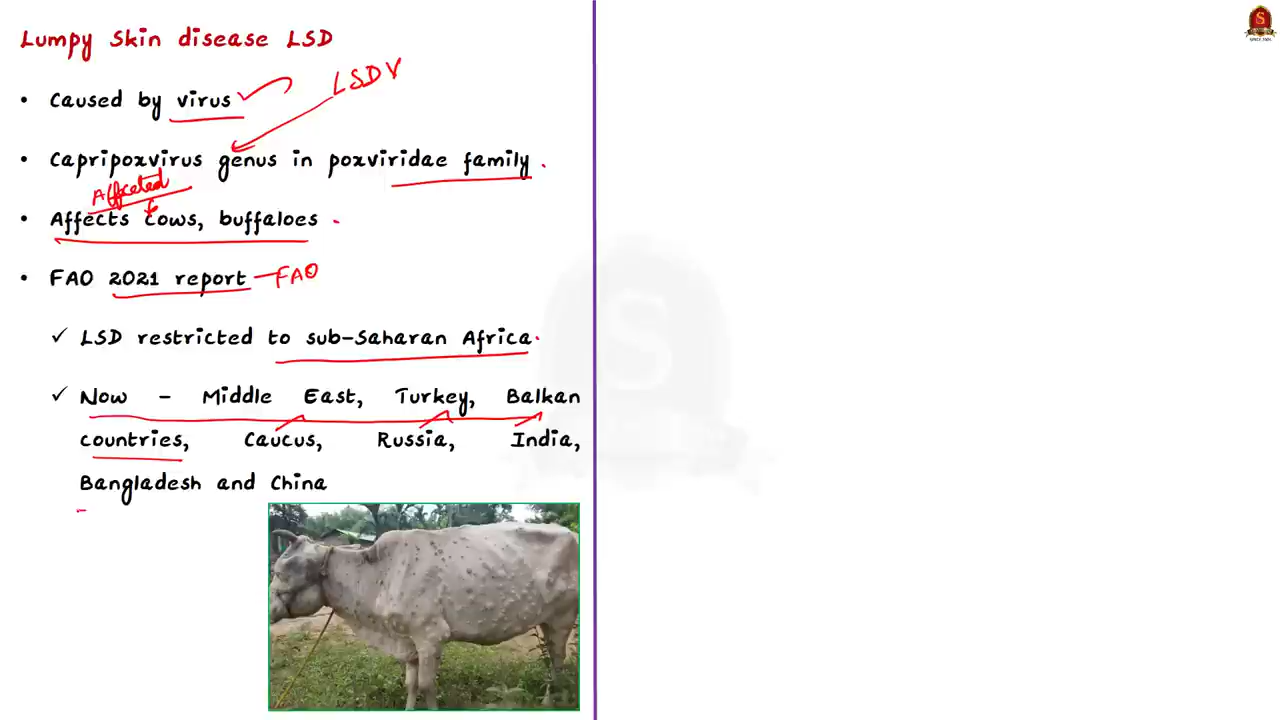 Lumpy Skin disease LSD
• Caused by virus
LSDV
• Capripoxvirus genus in poxviridae family
Affected
• Affects cows, buffaloes
• FAO 2021 report FAO
✓ LSD restricted to sub-Saharan Africa
✓ Now - Middle East, Turkey, Balkan
countries, Caucus, Russia, India,
Bangladesh and China
S
S